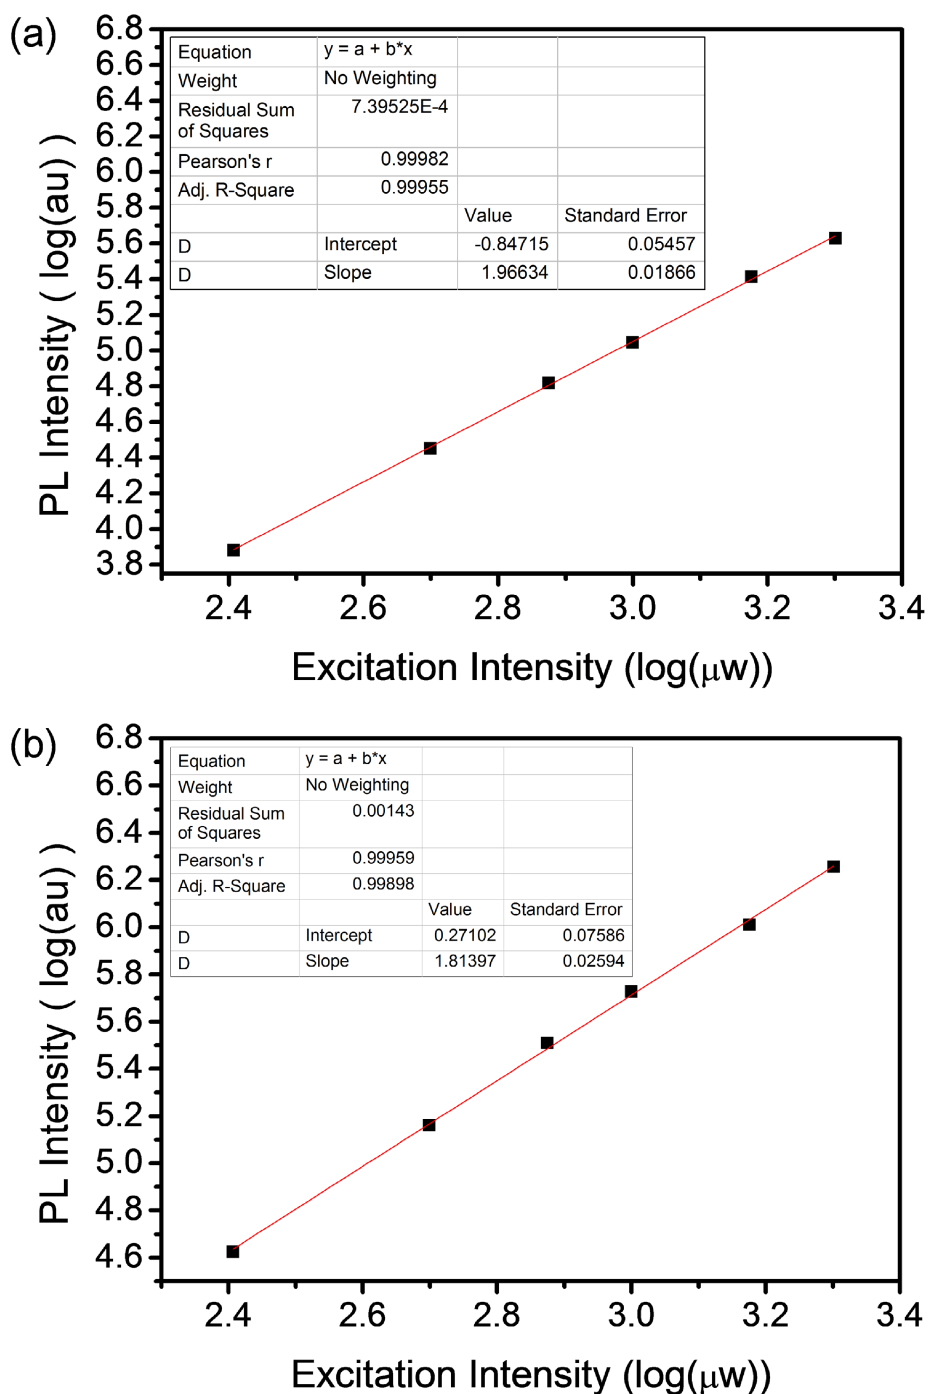 (a)
6.8
6.6
6.4
6.2
6.0
5.8
5.6
5.4
5.2
5.0
4.8
4.6
4.4
4.2
4.0
3.8
PL Intensity ( log(au) )
Equation y = a + b*x
Weight No Weighting
Residual Sum of Squares 7.39525E-4
Pearson's r 0.99982
Adj. R-Square 0.99955
Value Standard Error
D Intercept -0.84715 0.05457
D Slope 1.96634 0.01866
2.4 2.6 2.8 3.0 3.2 3.4
Excitation Intensity (log(μw))
(b)
6.8
6.6
6.4
6.2
6.0
5.8
5.6
5.4
5.2
5.0
4.8
4.6
PL Intensity ( log(au) )
Equation y = a + b*x
Weight No Weighting
Residual Sum of Squares 0.00143
Pearson's r 0.99959
Adj. R-Square 0.99898
Value Standard Error
D Intercept 0.27102 0.07586
D Slope 1.81397 0.02594
2.4 2.6 2.8 3.0 3.2 3.4
Excitation Intensity (log(μw))